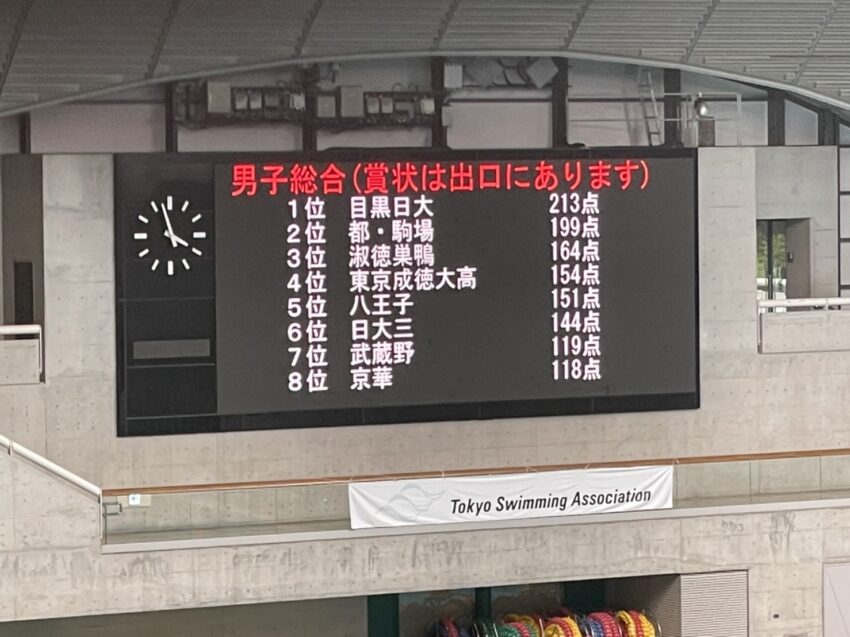 男子総合(賞状は出口にあります)
1位 目黒日大 213点
2位 都・駒場 199点
3位 淑徳巣鴨 164点
4位 東京成徳大高 154点
5位 八王子 151点
6位 日大三 144点
7位 武蔵野 119点
8位 京華 118点
Tokyo Swimming Association